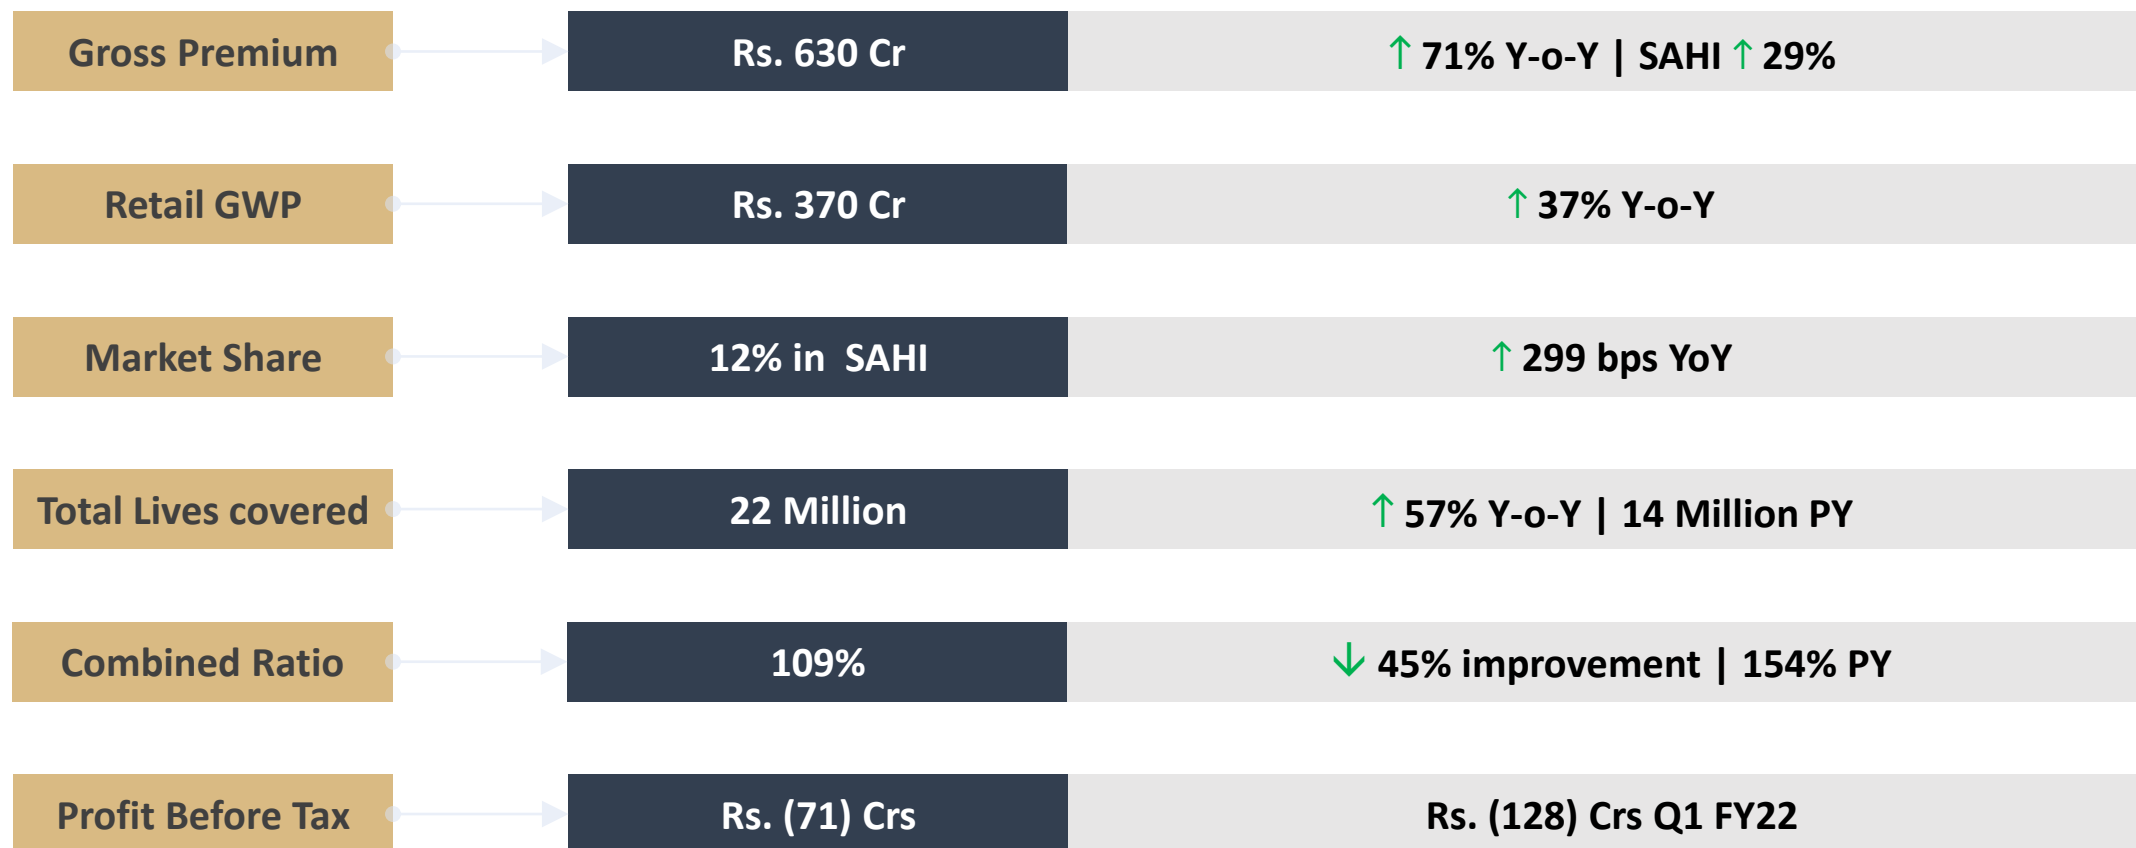 Gross Premium Rs. 630 Cr ↑ 71% Y-o-Y | SAHI ↑ 29%
Retail GWP Rs. 370 Cr ↑ 37% Y-o-Y
Market Share 12% in SAHI ↑ 299 bps YoY
Total Lives covered 22 Million ↑ 57% Y-o-Y | 14 Million PY
Combined Ratio 109% ↓ 45% improvement | 154% PY
Profit Before Tax Rs. (71) Crs Rs. (128) Crs Q1 FY22